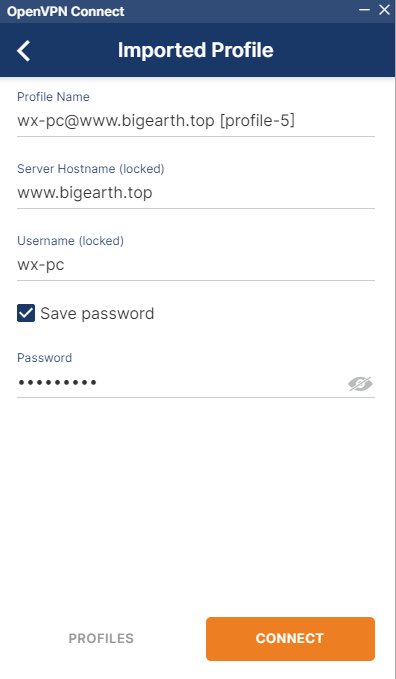 OpenVPN Connect
Imported Profile
Profile Name
wx-pc@www.bigearth.top [profile-5]
Server Hostname (locked)
www.bigearth.top
Username (locked)
wx-pc
Save password
Password
•••••••••
PROFILES
CONNECT